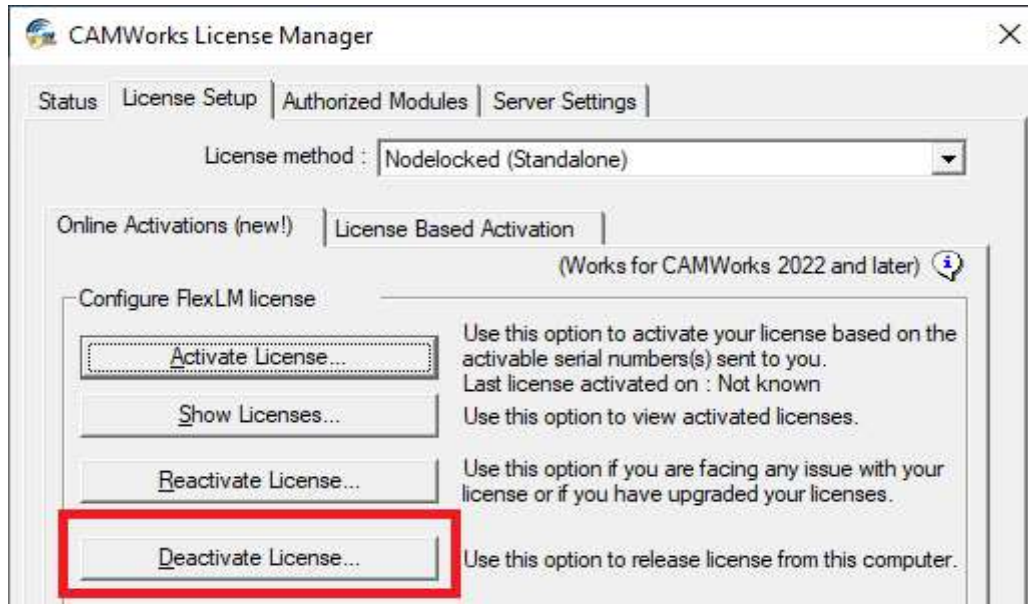 CAMWorks License Manager
Status License Setup Authorized Modules Server Settings
License method : Nodelocked (Standalone)
Online Activations (new!) License Based Activation
(Works for CAMWorks 2022 and later)
Configure FlexLM license
Activate License...
Use this option to activate your license based on the
activable serial numbers(s) sent to you.
Last license activated on : Not known
Show Licenses...
Use this option to view activated licenses.
Reactivate License...
Use this option if you are facing any issue with your
license or if you have upgraded your licenses.
Deactivate License...
Use this option to release license from this computer.